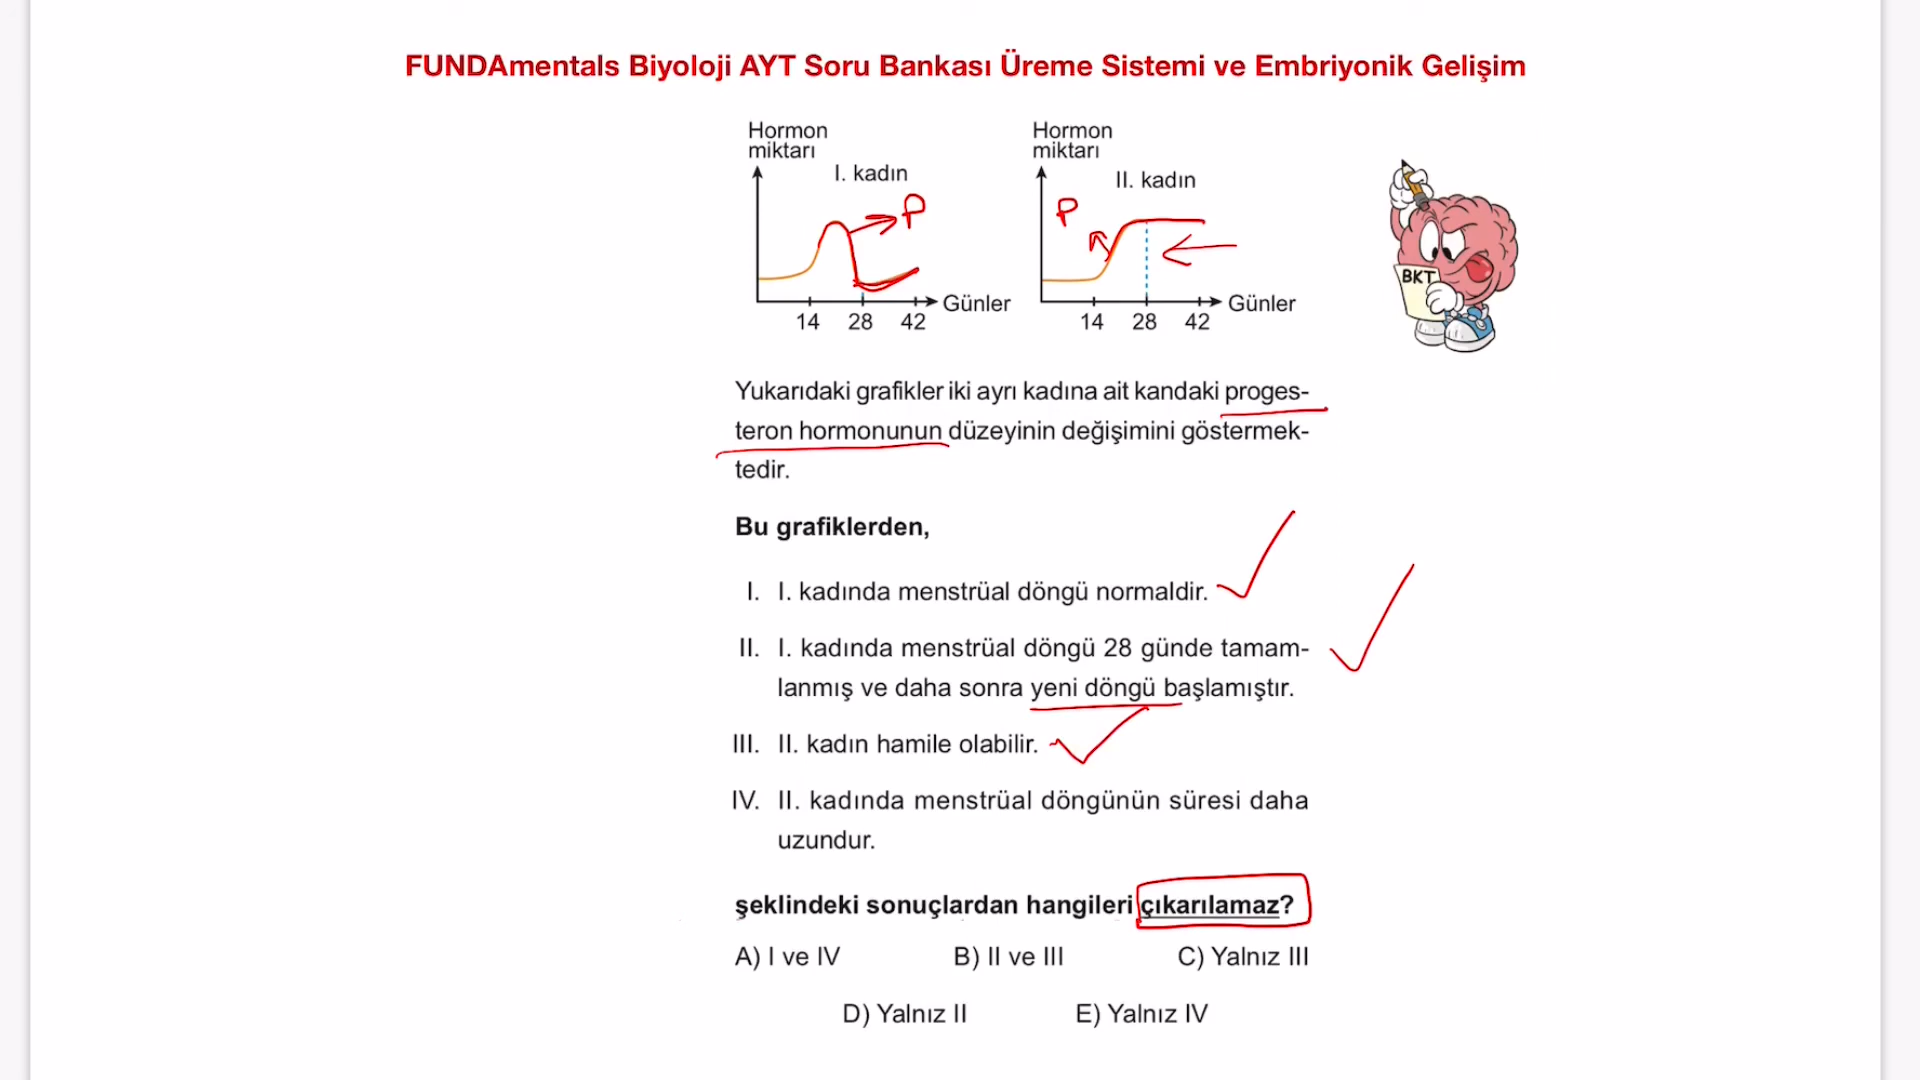 FUNDAmentals Biyoloji AYT Soru Bankası Üreme Sistemi ve Embriyonik Gelişim
Hormon
miktarı
I. kadın
P
Günler
14 28 42
Hormon
miktarı
II. kadın
P
Günler
14 28 42
BKT
Yukarıdaki grafikler iki ayrı kadına ait kandaki proges-
teron hormonunun düzeyinin değişimini göstermek-
tedir.
Bu grafiklerden,
I. I. kadında menstrüal döngü normaldir.
II. I. kadında menstrüal döngü 28 günde tamam-
lanmış ve daha sonra yeni döngü başlamıştır.
III. II. kadın hamile olabilir.
IV. II. kadında menstrüal döngünün süresi daha
uzundur.
şeklindeki sonuçlardan hangileri çıkarılamaz?
A) I ve IV B) II ve III C) Yalnız III
D) Yalnız II E) Yalnız IV